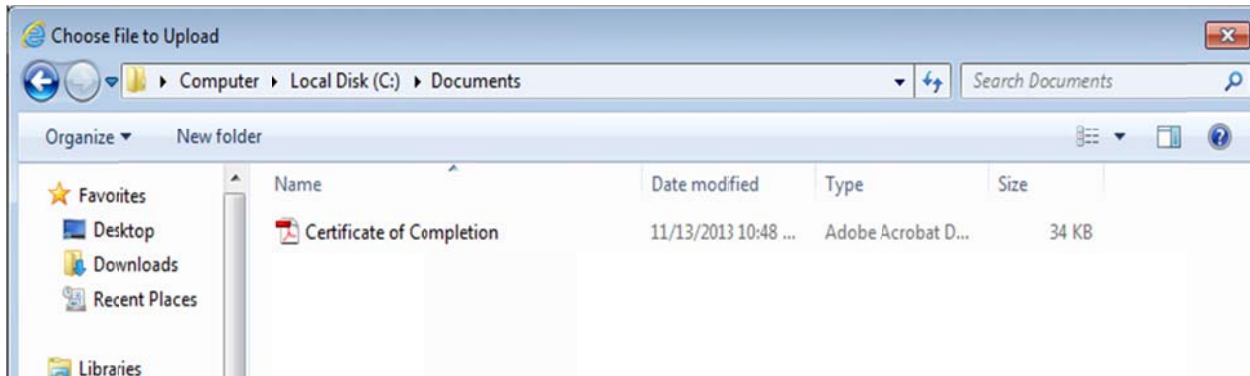 Choose File to Upload
Computer Local Disk (C:) Documents Search Documents
Organize New folder
Favorites Name Date modified Type Size
Desktop Certificate of Completion 11/13/2013 10:48 ... Adobe Acrobat D... 34 KB
Downloads
Recent Places
Libraries